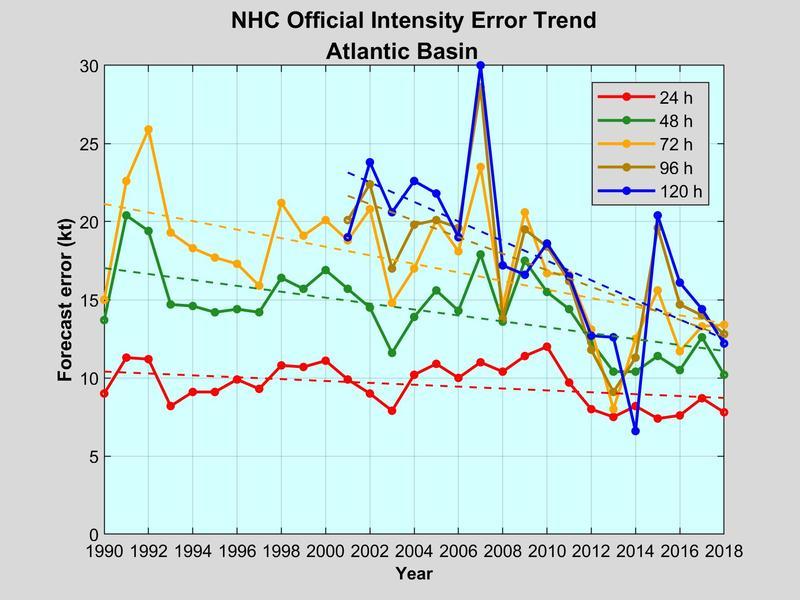 NHC Official Intensity Error Trend
Atlantic Basin
30
25
20
15
10
5
0
Forecast error (kt)
24 h
48 h
72 h
96 h
120 h
1990 1992 1994 1996 1998 2000 2002 2004 2006 2008 2010 2012 2014 2016 2018
Year